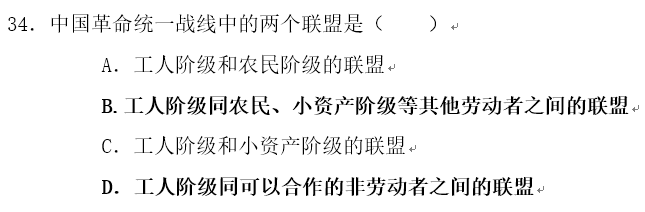 34．中国革命统一战线中的两个联盟是（　　）
A．工人阶级和农民阶级的联盟
B.工人阶级同农民、小资产阶级等其他劳动者之间的联盟
C．工人阶级和小资产阶级的联盟
D．工人阶级同可以合作的非劳动者之间的联盟